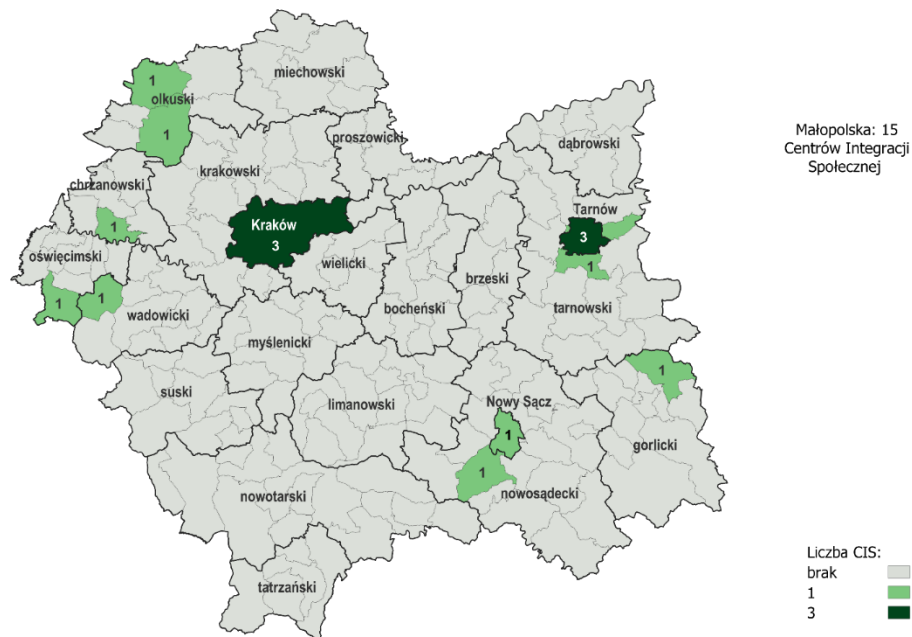 miechowski
1
olkuski
1
proszowicki
dąbrowski
Małopolska: 15
Centrów Integracji
Społecznej
krakowski
chrzanowski
Tarnów
Kraków
3
1
3
oświęcimski
wielicki
1
brzeski
1
1
wadowicki
bocheński
tarnowski
myślenicki
1
suski
limanowski
Nowy Sącz
1
gorlicki
1
nowotarski
nowosądecki
Liczba CIS:
brak
1
3
tatrzański